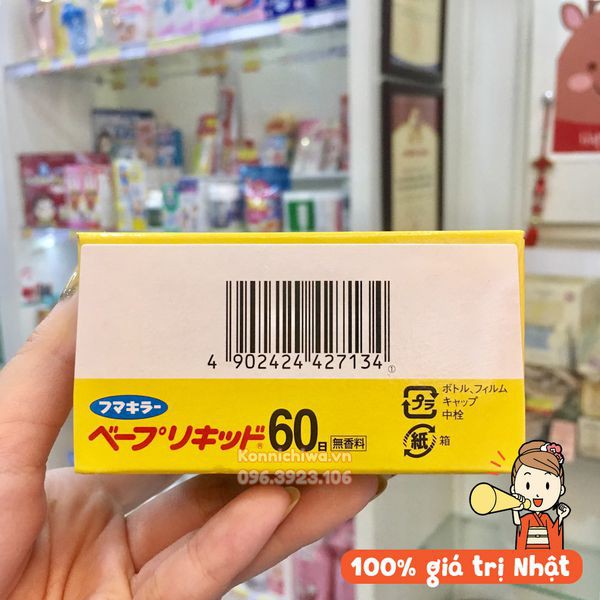 4 902424 427134 ①
ボトル、フィルム
キャップ
中栓
プラ
紙 箱
フマキラー
ベープリキッド® 60日 無香料
Konnichiwa.vn
096.3923.106
100% giá trị Nhật